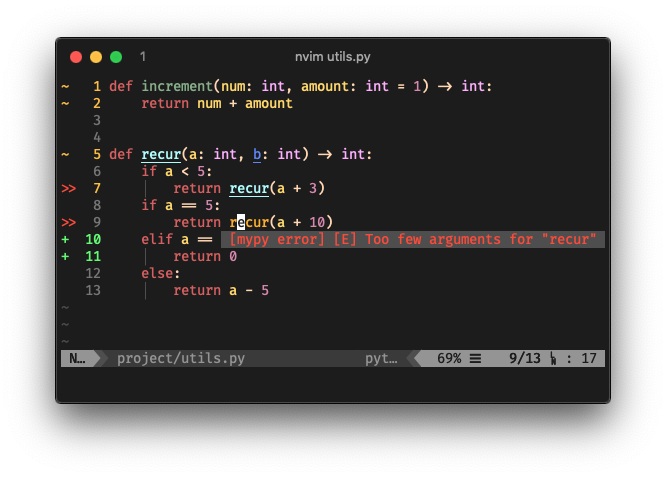 1 nvim utils.py
~ 1 def increment(num: int, amount: int = 1) -> int:
~ 2 return num + amount
3
4
~ 5 def recur(a: int, b: int) -> int:
6 if a < 5:
>> 7 return recur(a + 3)
8 if a == 5:
>> 9 return recur(a + 10)
+ 10 elif a == [mypy error] [E] Too few arguments for "recur"
+ 11 return 0
12 else:
13 return a - 5
~
~
~
N… project/utils.py pyt… 69% ☰ 9/13 : 17